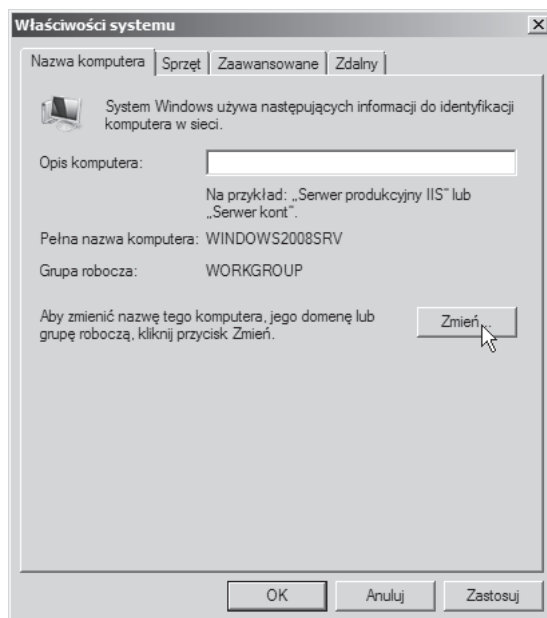 Właściwości systemu
Nazwa komputera
Sprzęt
Zaawansowane
Zdalny
System Windows używa następujących informacji do identyfikacji
komputera w sieci.
Opis komputera:
Na przykład: „Serwer produkcyjny IIS” lub
„Serwer kont”.
Pełna nazwa komputera: WINDOWS2008SRV
Grupa robocza: WORKGROUP
Aby zmienić nazwę tego komputera, jego domenę lub
grupę roboczą, kliknij przycisk Zmień.
Zmień...
OK
Anuluj
Zastosuj